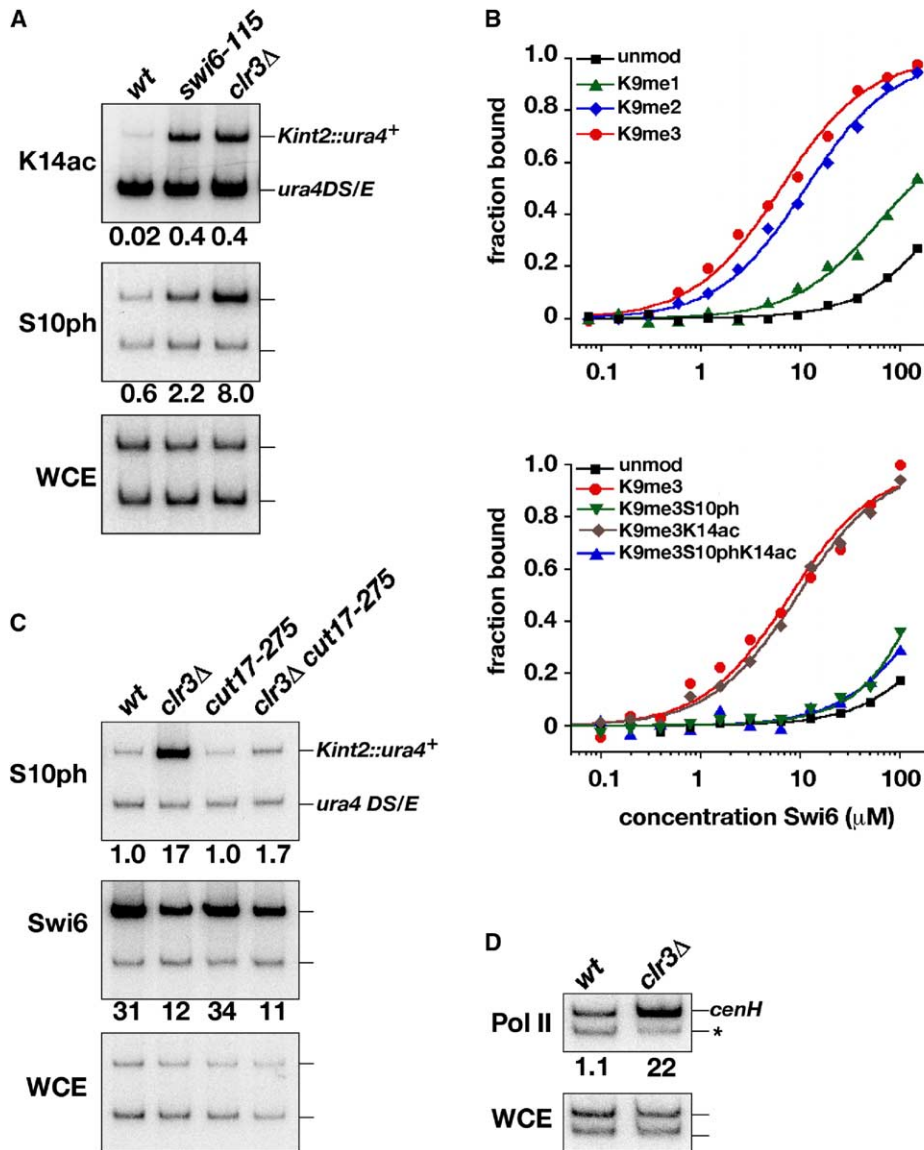 A
wt
swi6-115
clr3Δ
K14ac
Kint2::ura4+
ura4DS/E
0.02 0.4 0.4
S10ph
0.6 2.2 8.0
WCE
B
fraction bound
1.0
0.8
0.6
0.4
0.2
0
unmod
K9me1
K9me2
K9me3
0.1 1 10 100
fraction bound
1.0
0.8
0.6
0.4
0.2
0
unmod
K9me3
K9me3S10ph
K9me3K14ac
K9me3S10phK14ac
0.1 1 10 100
concentration Swi6 (μM)
C
wt
clr3Δ
cut17-275
clr3Δ cut17-275
S10ph
Kint2::ura4+
ura4 DS/E
1.0 17 1.0 1.7
Swi6
31 12 34 11
WCE
D
wt
clr3Δ
Pol II
cenH
*
1.1 22
WCE